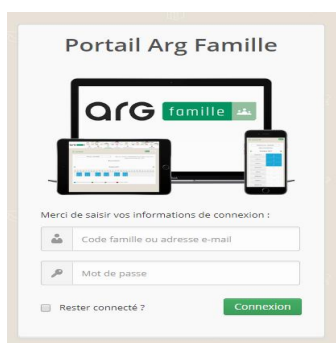 Portail Arg Famille
arg famille
Merci de saisir vos informations de connexion :
Code famille ou adresse e-mail
Mot de passe
Rester connecté ?
Connexion